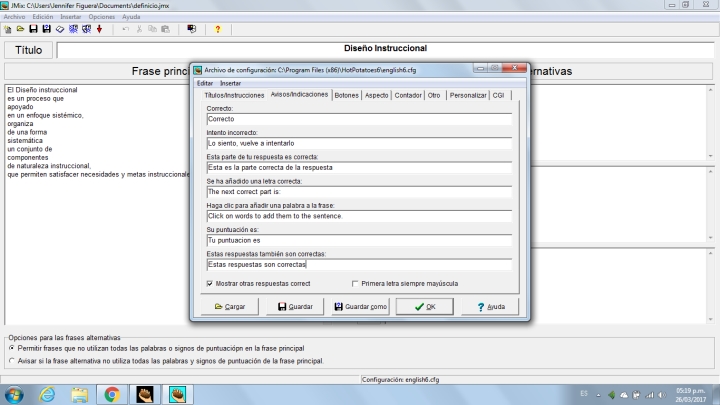 JMix: C:\Users\Jennifer Figuera\Documents\definicio.jmx
Archivo Edición Insertar Opciones Ayuda
Título
Diseño Instruccional
Frase princ
rnativas
El Diseño instruccional
es un proceso que
apoyado
en un enfoque sistémico,
organiza
de una forma
sistemática
un conjunto de
componentes
de naturaleza instruccional,
que permiten satisfacer necesidades y metas instruccionale
Archivo de configuración: C:\Program Files (x86)\HotPotatoes6\english6.cfg
Editar Insertar
Títulos/Instrucciones Avisos/Indicaciones Botones Aspecto Contador Otro Personalizar CGI
Correcto:
Correcto
Intento incorrecto:
Lo siento, vuelve a intentarlo
Esta parte de tu respuesta es correcta:
Esta es la parte correcta de la respuesta
Se ha añadido una letra correcta:
The next correct part is:
Haga clic para añadir una palabra a la frase:
Click on words to add them to the sentence.
Su puntuación es:
Tu puntuacion es
Estas respuestas también son correctas:
Estas respuestas son correctas
Mostrar otras respuestas correct Primera letra siempre mayúscula
Cargar Guardar Guardar como OK Ayuda
Opciones para las frases alternativas
Permitir frases que no utilizan todas las palabras o signos de puntuaciópn en la frase principal
Avisar si la frase alternativa no utiliza todas las palabras y signos de puntuación de la frase principal.
Configuración: english6.cfg
ES 05:19 p.m.
26/03/2017